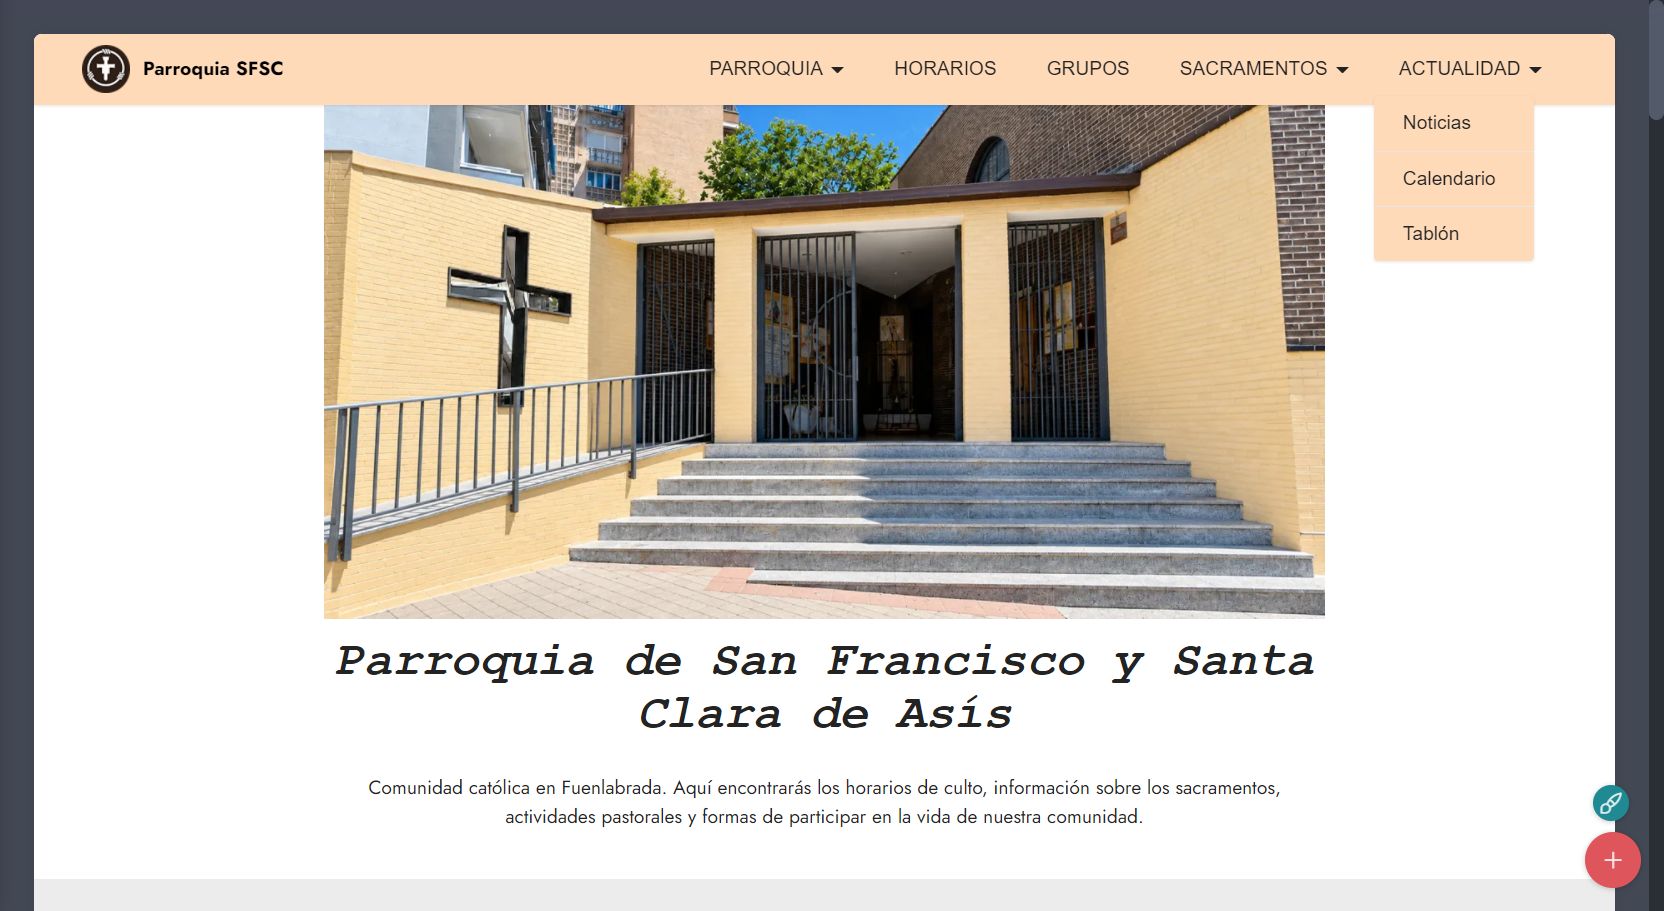 Parroquia SFSC
PARROQUIA
HORARIOS
GRUPOS
SACRAMENTOS
ACTUALIDAD
Noticias
Calendario
Tablón
Parroquia de San Francisco y Santa
Clara de Asís
Comunidad católica en Fuenlabrada. Aquí encontrarás los horarios de culto, información sobre los sacramentos,
actividades pastorales y formas de participar en la vida de nuestra comunidad.